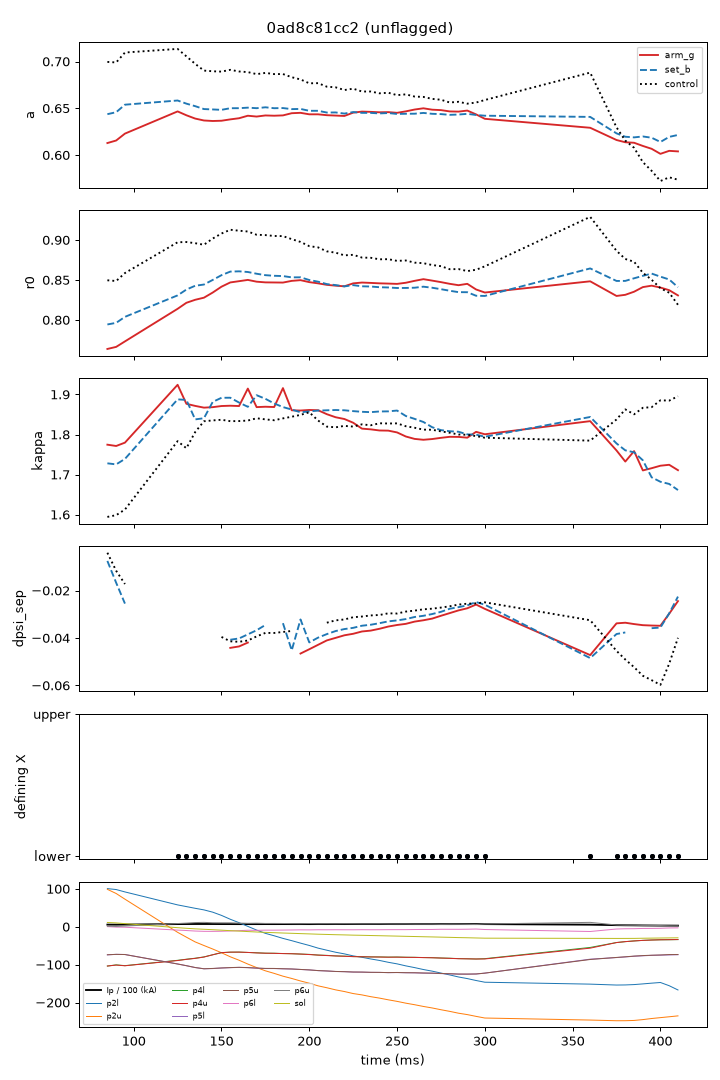 0ad8c81cc2 (unflagged)
0.70
0.65
0.60
a
arm_g
set_b
control
0.90
0.85
0.80
r0
1.9
1.8
1.7
1.6
kappa
−0.02
−0.04
−0.06
dpsi_sep
upper
lower
defining X
100
0
−100
−200
Ip / 100 (kA)
p2l
p2u
p4l
p4u
p5l
p5u
p6l
p6u
sol
100
150
200
250
300
350
400
time (ms)